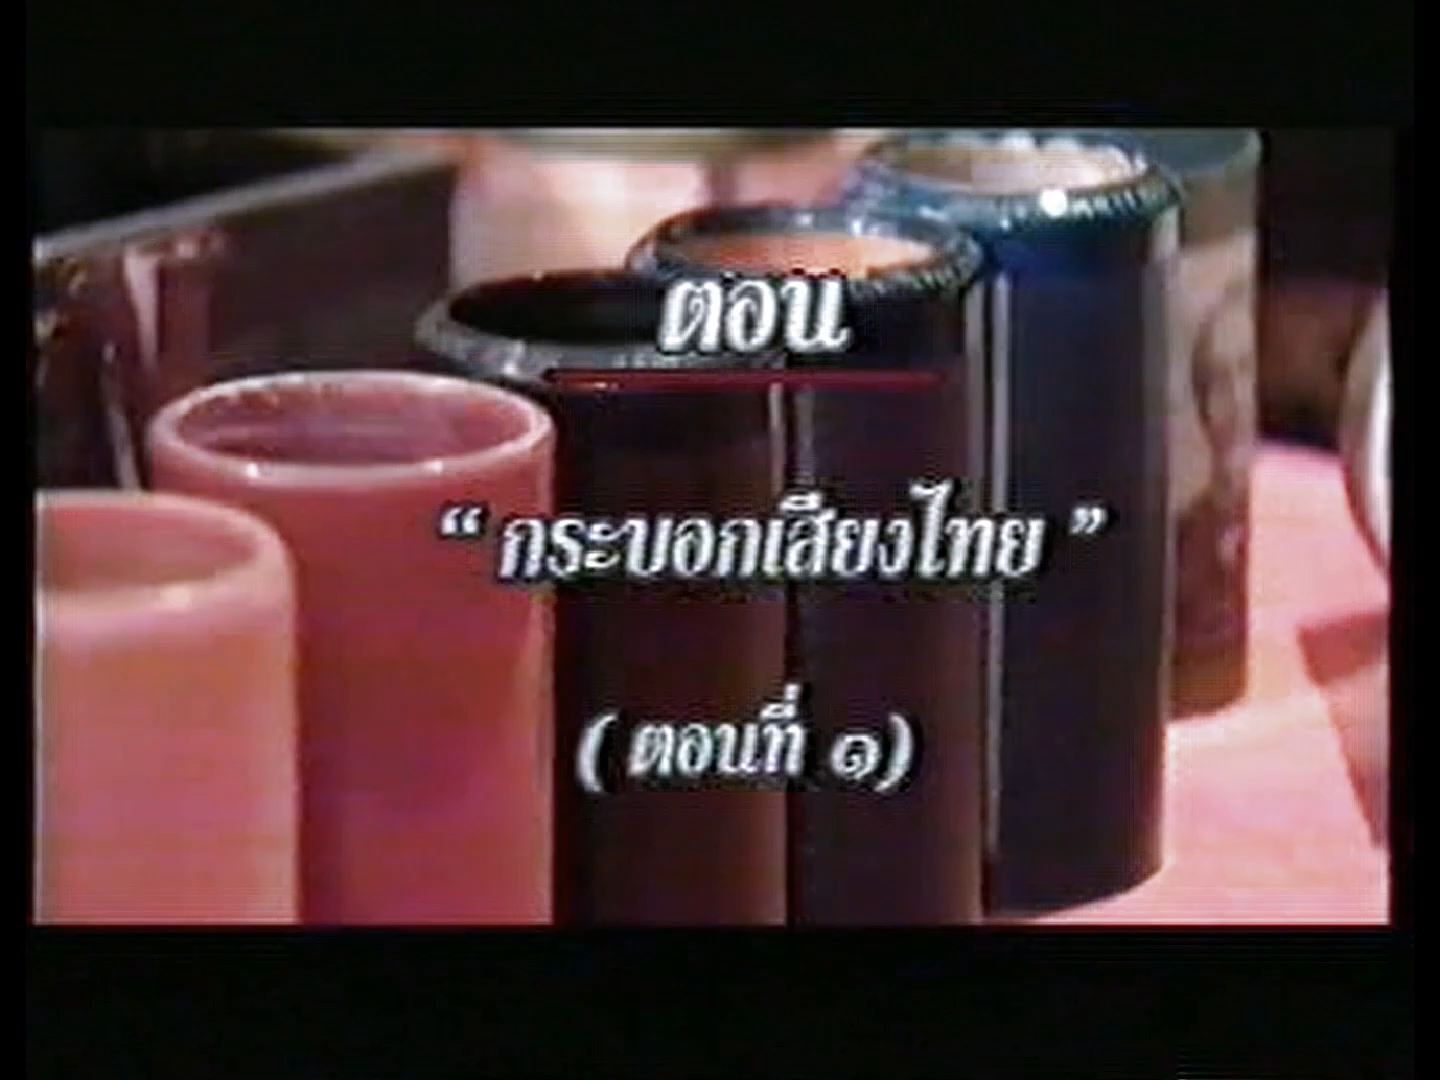 ตอน
“ กระบอกเสียงไทย ”
( ตอนที่ ๑)